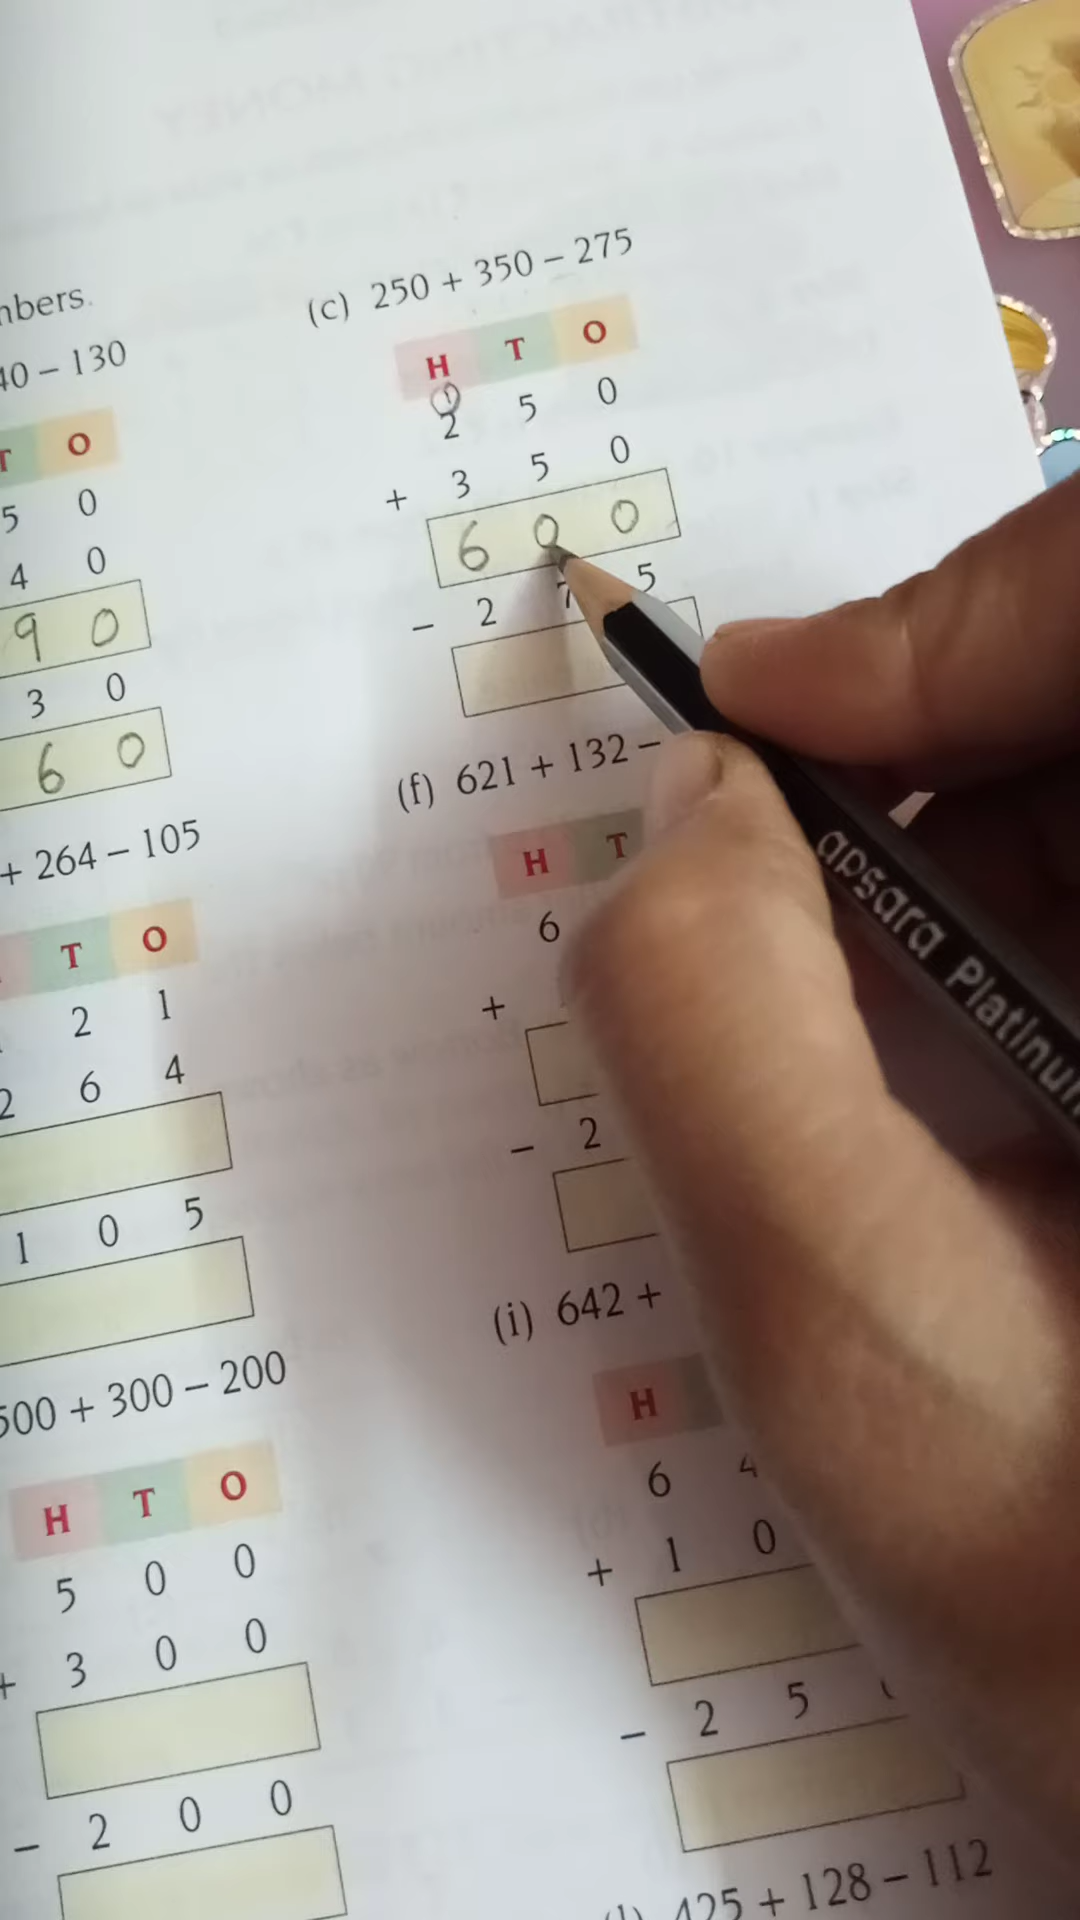 nbers.
40 – 130
T O
5 0
4 0
9 0
3 0
6 0
+ 264 – 105
T O
2 1
2 6 4
1 0 5
500 + 300 – 200
H T O
5 0 0
+ 3 0 0
– 2 0 0
(c) 250 + 350 – 275
H T O
1
2 5 0
+ 3 5 0
6 0 0
– 2 7 5
(f) 621 + 132 –
H T
6
+
– 2
(i) 642 +
H
6 4
+ 1 0
– 2 5
425 + 128 – 112
apsara Platinum